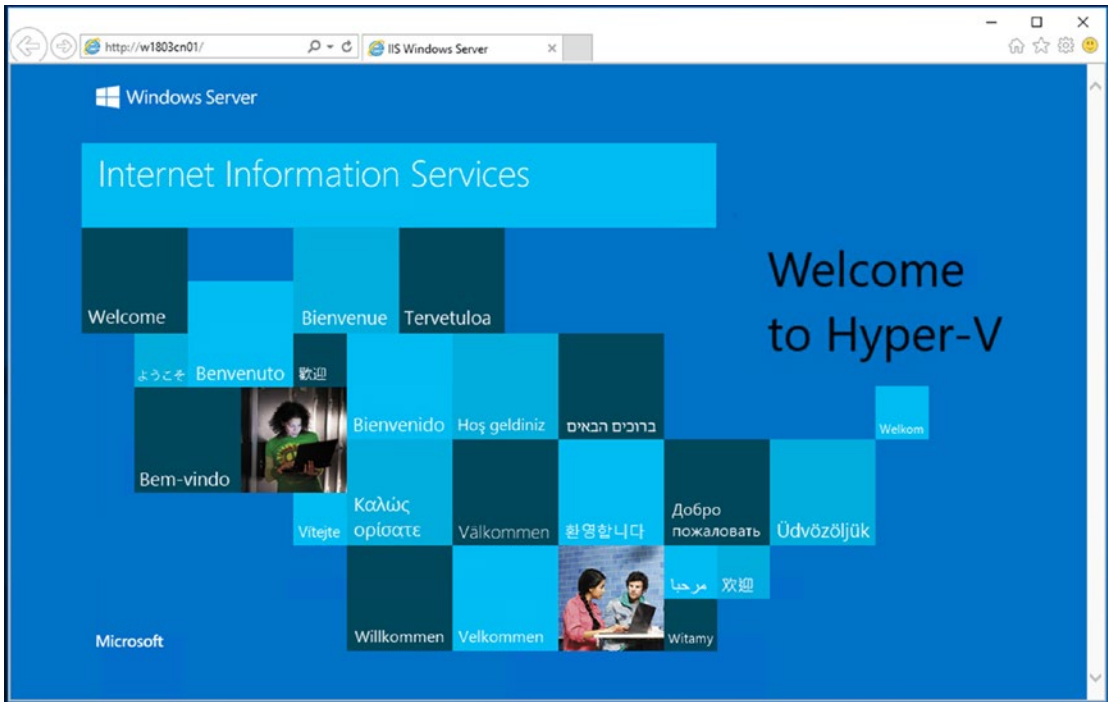 http://w1803cn01/
IIS Windows Server
Windows Server
Internet Information Services
Welcome
to Hyper-V
Welcome
Bienvenue
Tervetuloa
ようこそ
Benvenuto
歡迎
Bienvenido
Hoş geldiniz
ברוכים הבאים
Welkom
Bem-vindo
Vítejte
Καλώς
ορίσατε
Välkommen
환영합니다
Добро
пожаловать
Üdvözöljük
مرحبا
欢迎
Willkommen
Velkommen
Witamy
Microsoft